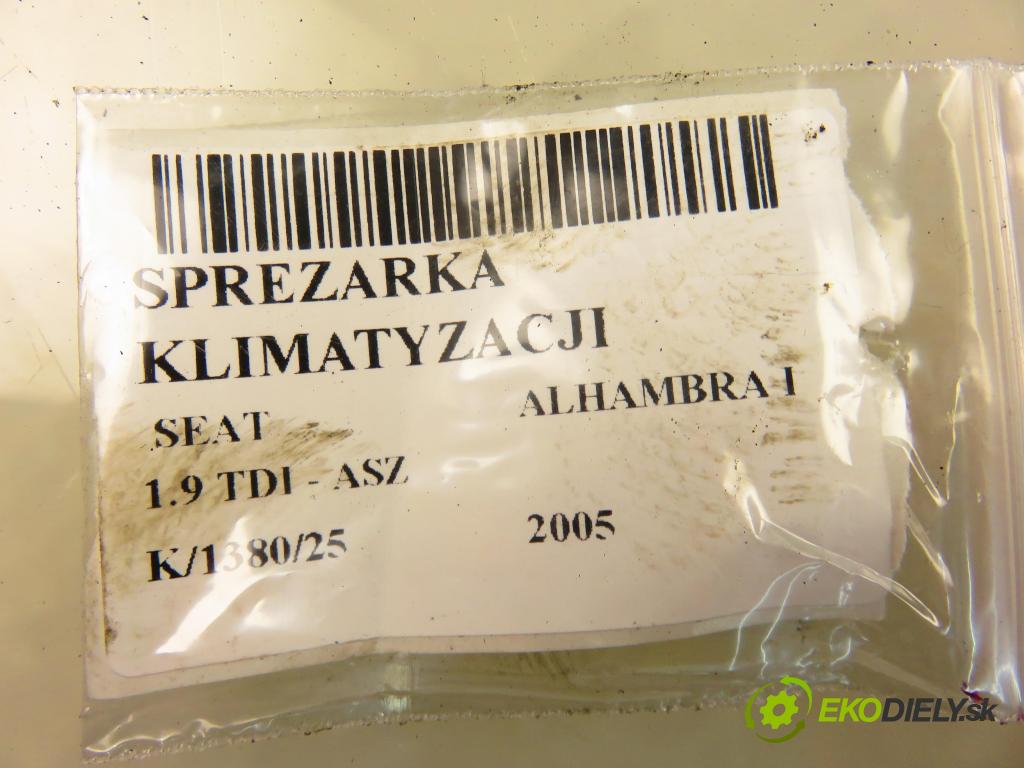 SPREZARKA
KLIMATYZACJI
SEAT ALHAMBRA I
1.9 TDI - ASZ
K/1380/25 2005
EKODIELY.sk